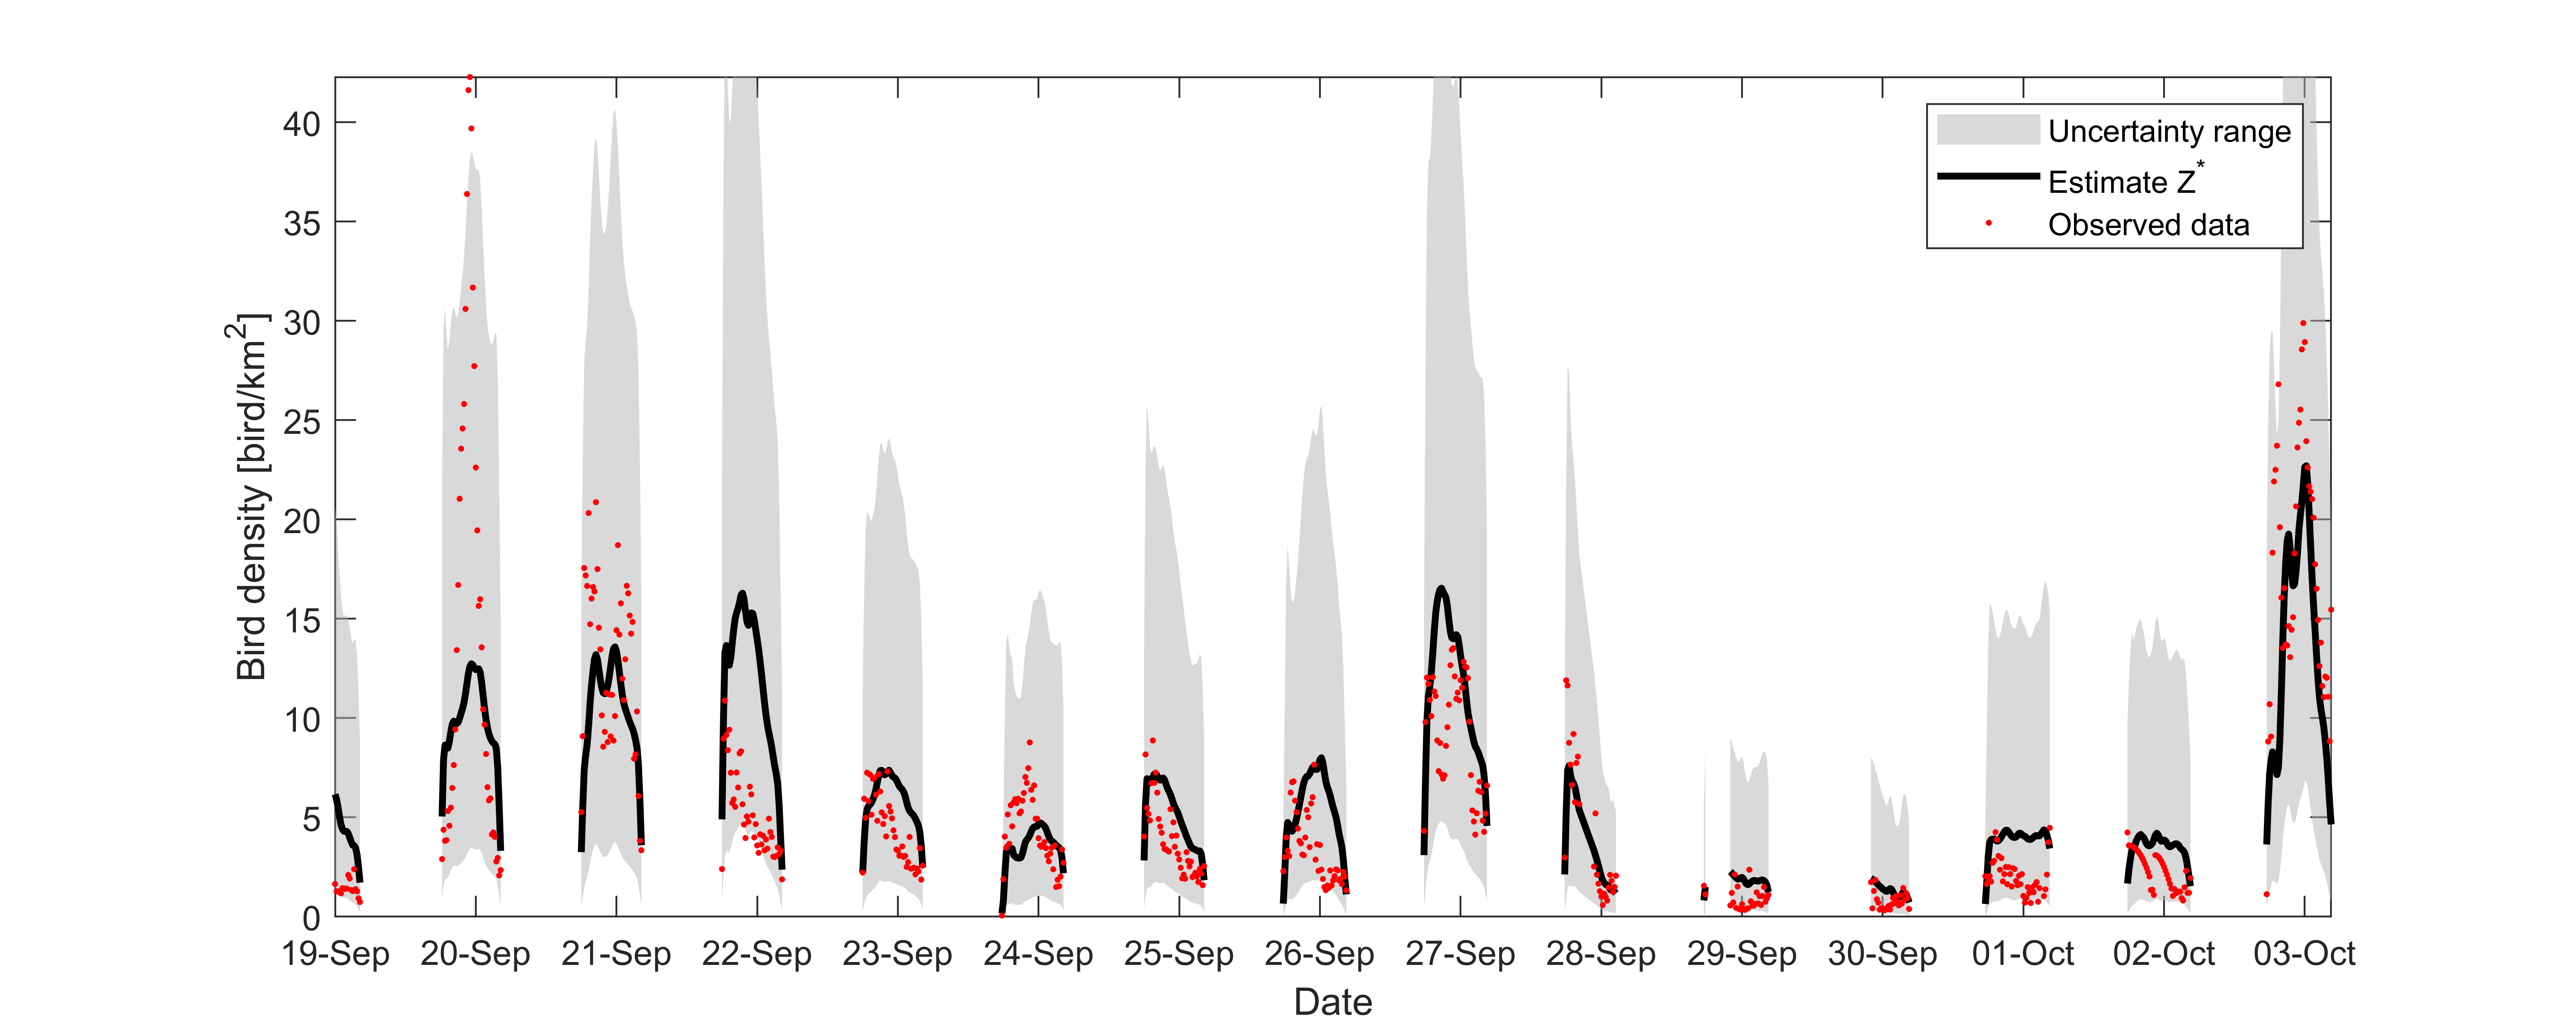 40
35
30
25
20
15
10
5
0
Bird density [bird/km²]
Uncertainty range
Estimate Z*
Observed data
19-Sep 20-Sep 21-Sep 22-Sep 23-Sep 24-Sep 25-Sep 26-Sep 27-Sep 28-Sep 29-Sep 30-Sep 01-Oct 02-Oct 03-Oct
Date